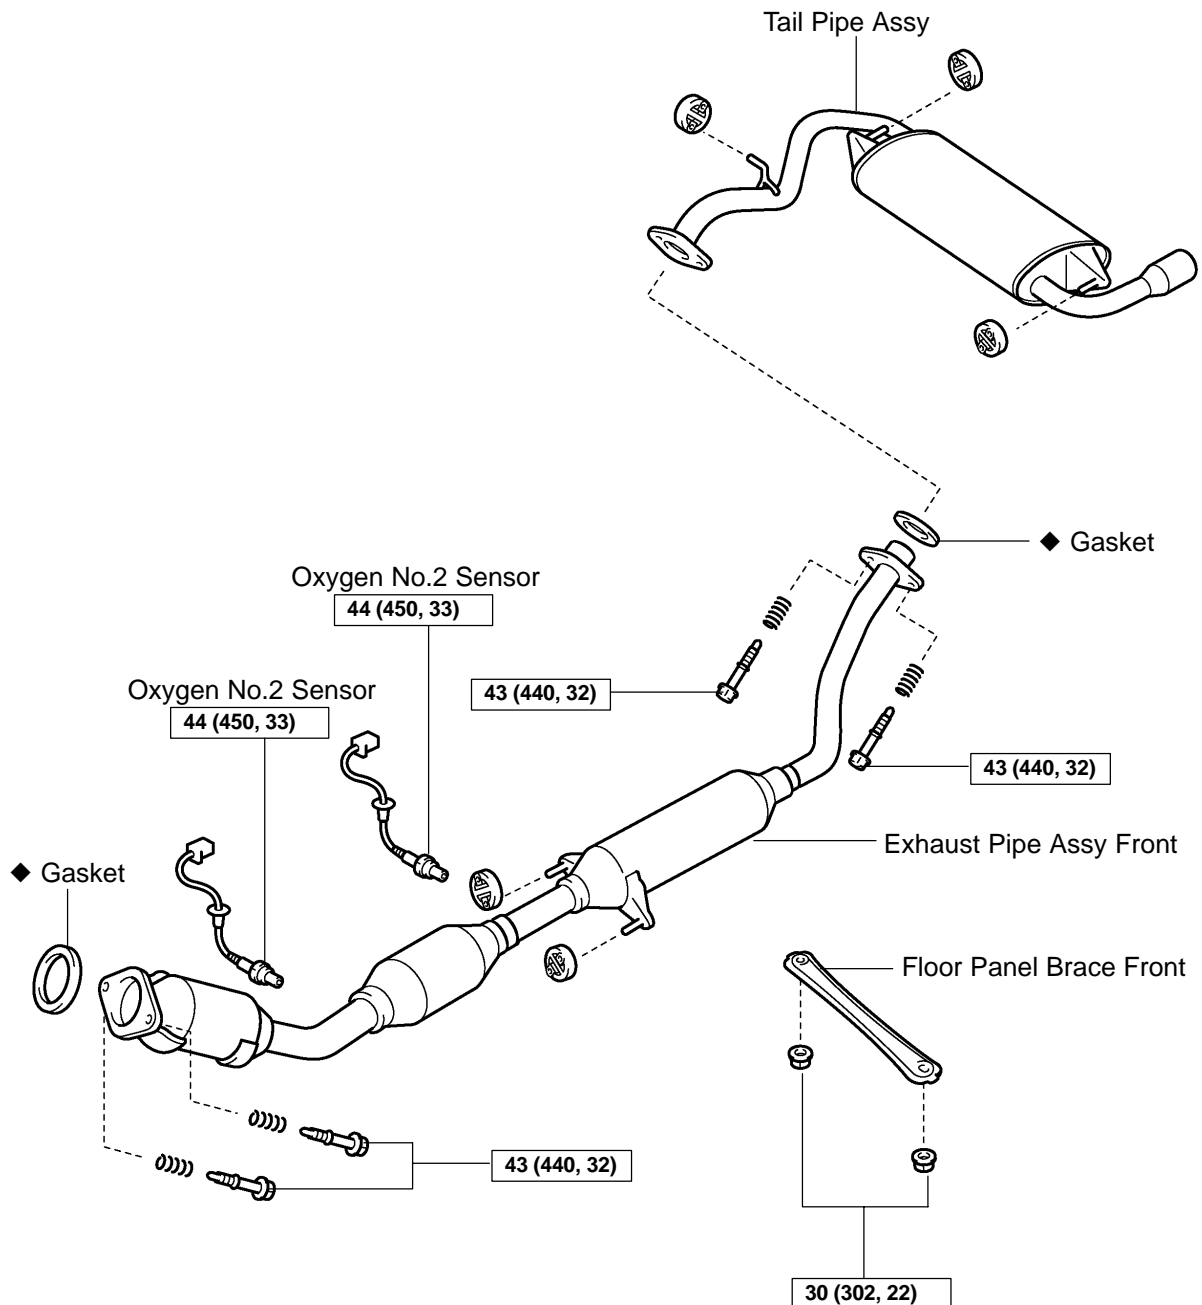 Tail Pipe Assy
◆ Gasket
Oxygen No.2 Sensor
44 (450, 33)
Oxygen No.2 Sensor
44 (450, 33)
43 (440, 32)
43 (440, 32)
Exhaust Pipe Assy Front
◆ Gasket
Floor Panel Brace Front
43 (440, 32)
30 (302, 22)